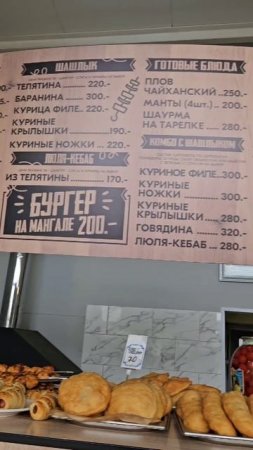 ШАШЛЫК
ТЕЛЯТИНА 220.-
БАРАНИНА 300.-
КУРИЦА ФИЛЕ.. 220.-
КУРИНЫЕ
КРЫЛЫШКИ 190.-
КУРИНЫЕ НОЖКИ .. 220.-
ЛЮЛЯ-КЕБАБ
ИЗ ТЕЛЯТИНЫ 170.-
БУРГЕР
НА МАНГАЛЕ 200.-
ГОТОВЫЕ БЛЮДА
ПЛОВ
ЧАЙХАНСКИЙ .250.-
МАНТЫ (4шт.) .. 200.-
ШАУРМА
НА ТАРЕЛКЕ 280.-
КОМБО С ШАШЛЫКОМ
КУРИНОЕ ФИЛЕ.. 300.-
КУРИНЫЕ
НОЖКИ 300.-
КУРИНЫЕ
КРЫЛЫШКИ 280.-
ГОВЯДИНА 320.-
ЛЮЛЯ-КЕБАБ 280.-
70